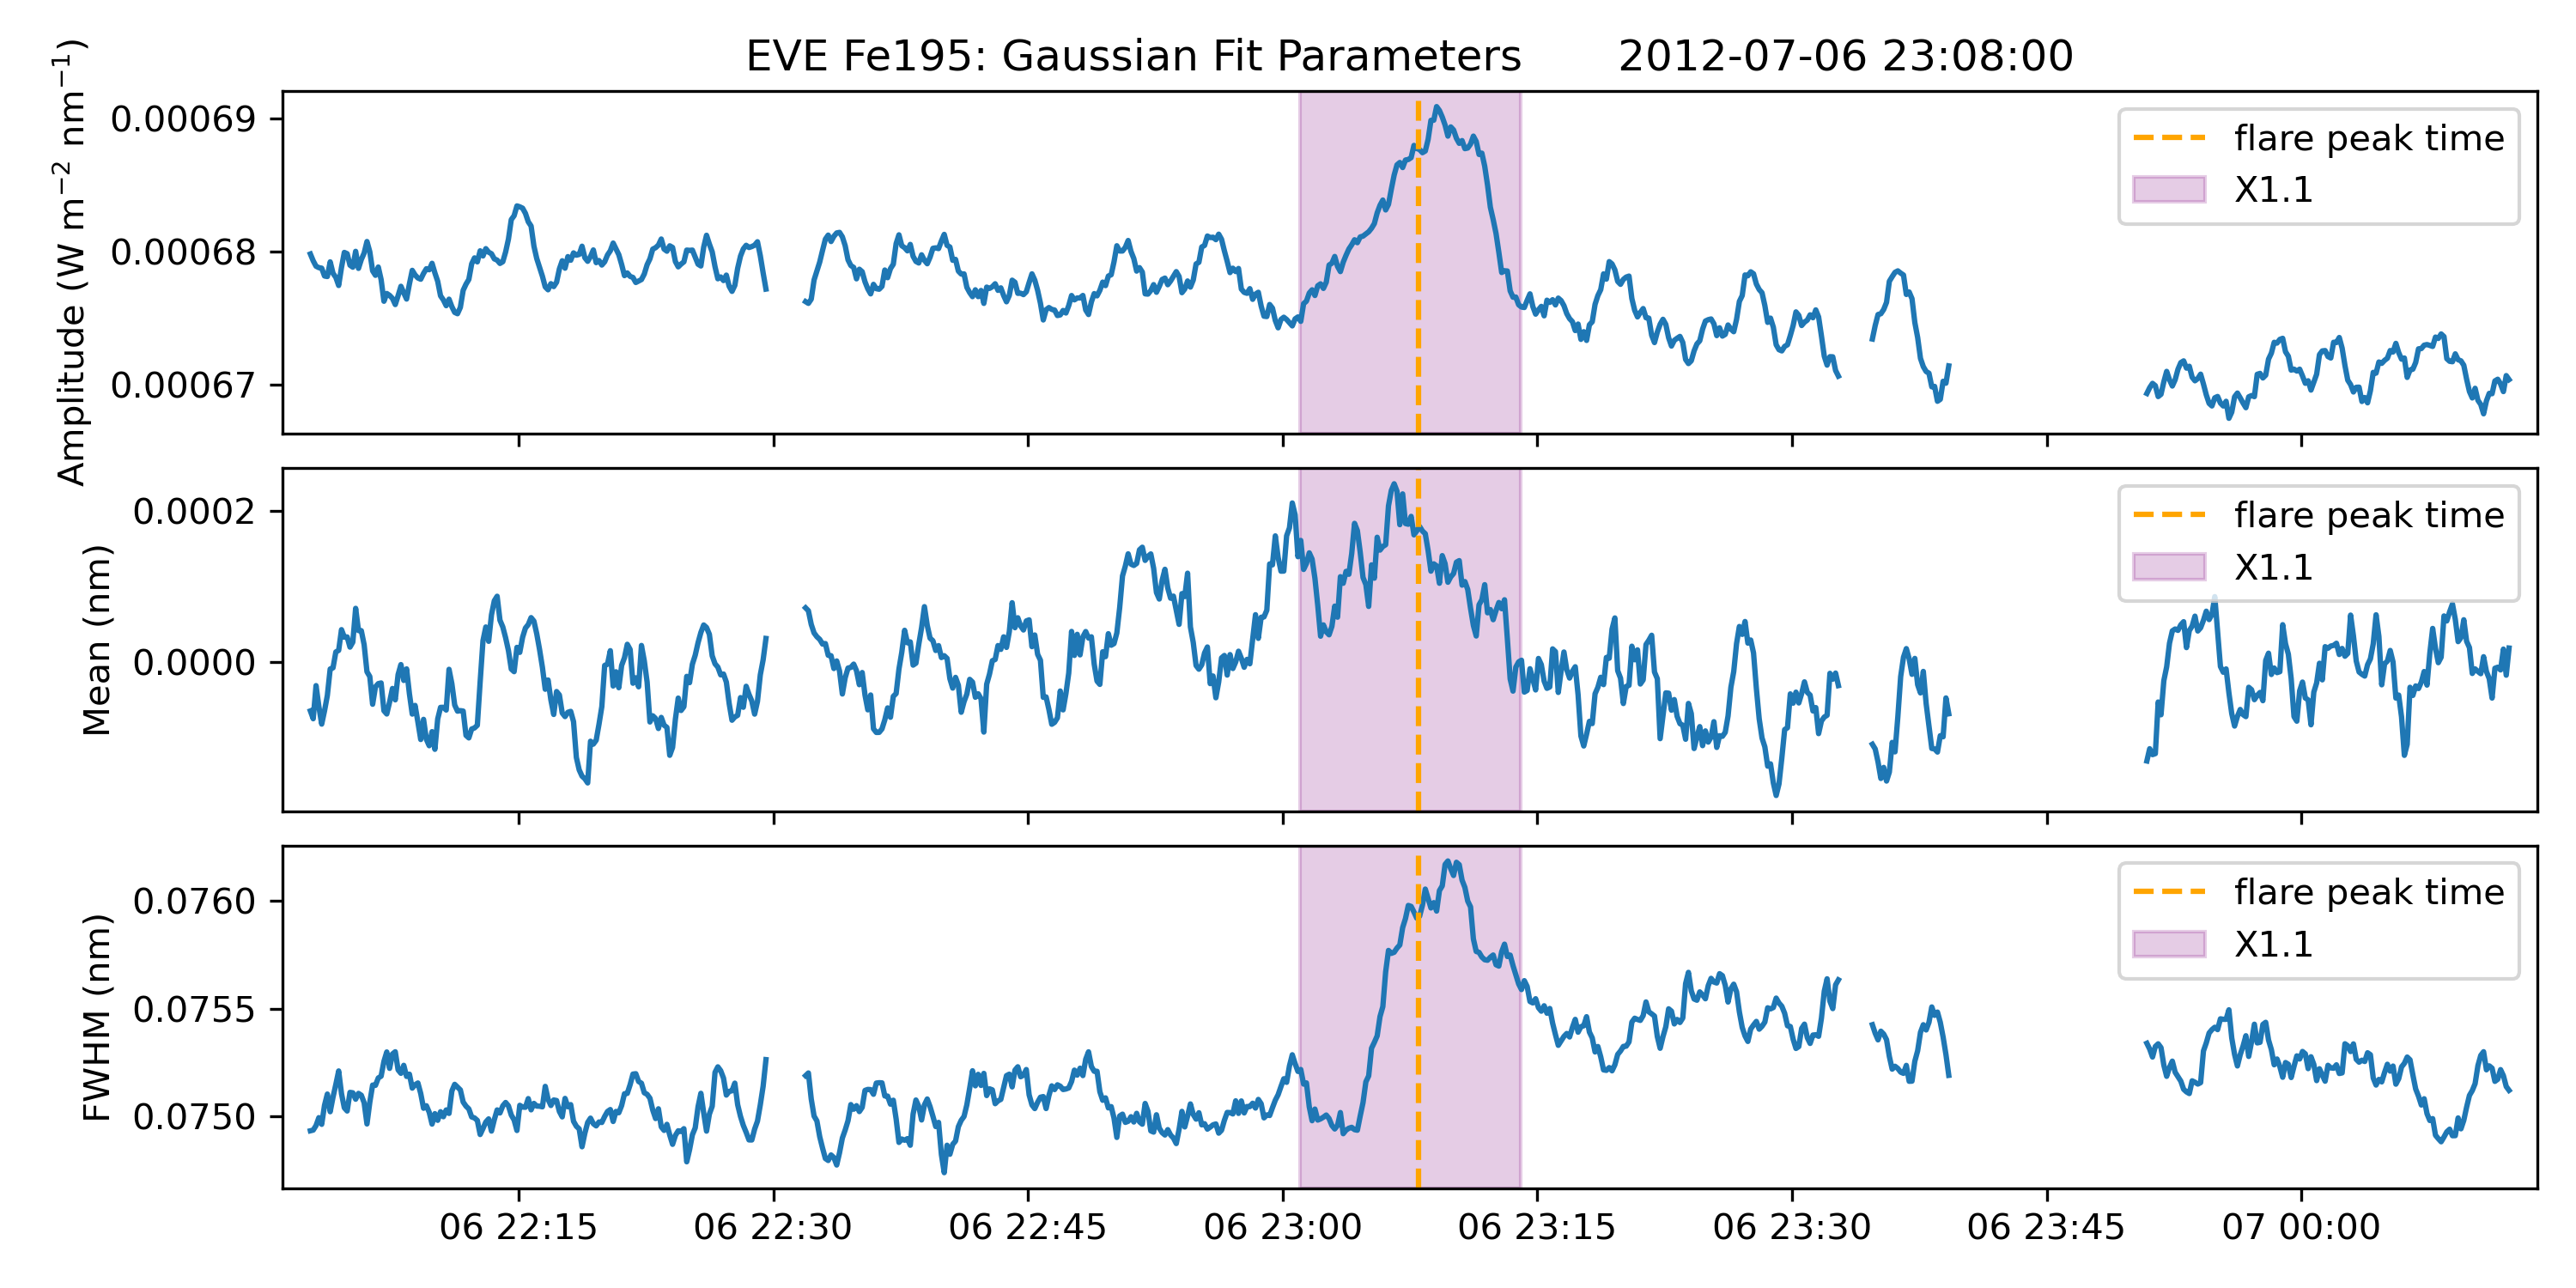 EVE Fe195: Gaussian Fit Parameters 2012-07-06 23:08:00
Amplitude (W m⁻² nm⁻¹)
0.00069
0.00068
0.00067
flare peak time
X1.1
Mean (nm)
0.0002
0.0000
flare peak time
X1.1
FWHM (nm)
0.0760
0.0755
0.0750
flare peak time
X1.1
06 22:15 06 22:30 06 22:45 06 23:00 06 23:15 06 23:30 06 23:45 07 00:00